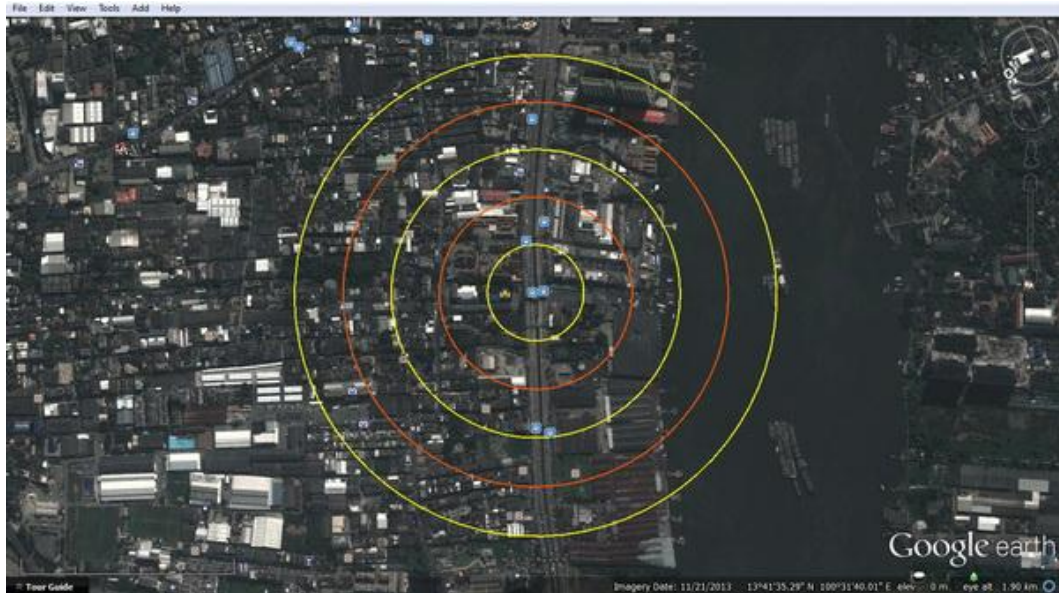 File Edit View Tools Add Help
Google earth
Tour Guide
Imagery Date: 11/21/2013 13°41'35.29" N 100°31'40.01" E elev 0 m eye alt 1.90 km